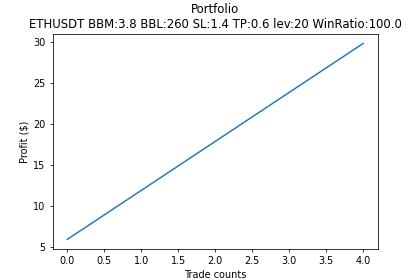 Portfolio
ETHUSDT BBM:3.8 BBL:260 SL:1.4 TP:0.6 lev:20 WinRatio:100.0
30
25
20
15
10
5
Profit ($)
0.0 0.5 1.0 1.5 2.0 2.5 3.0 3.5 4.0
Trade counts